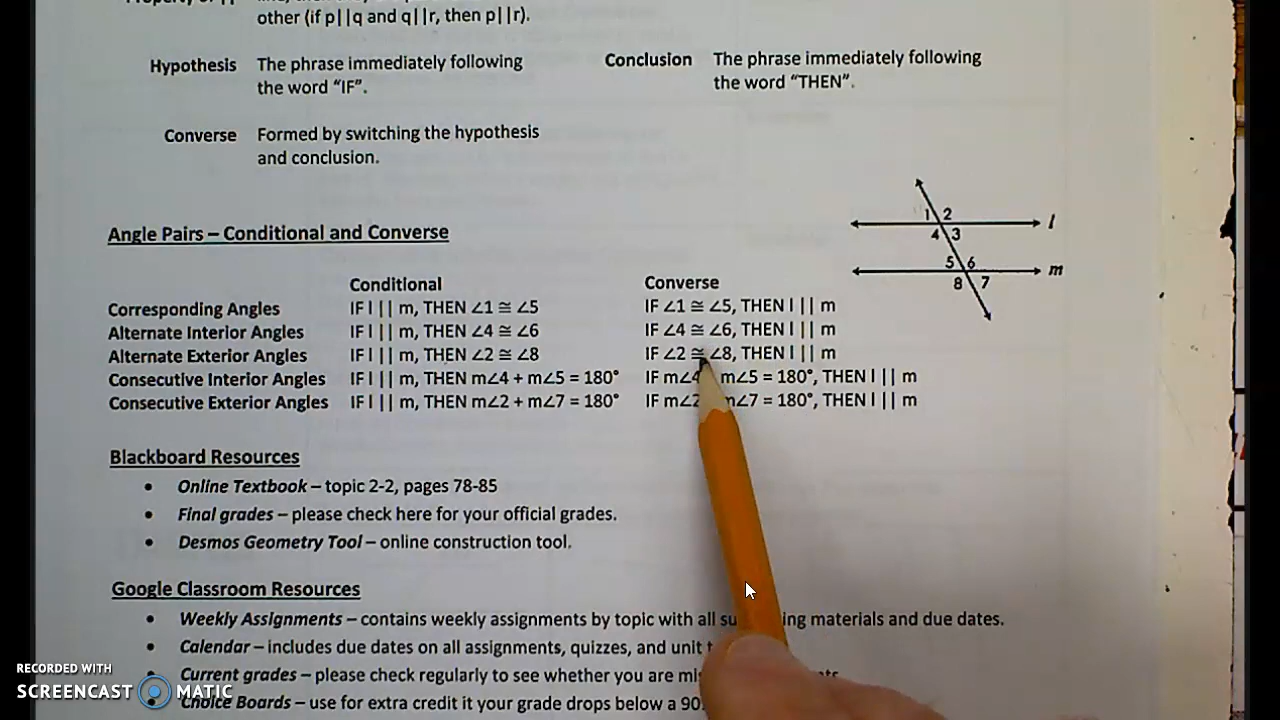 other (if p||q and q||r, then p||r).
Hypothesis The phrase immediately following
the word “IF”.
Conclusion The phrase immediately following
the word “THEN”.
Converse Formed by switching the hypothesis
and conclusion.
1 2
4 3
l
5 6
8 7
m
Angle Pairs – Conditional and Converse
Conditional Converse
Corresponding Angles IF l || m, THEN ∠1 ≅ ∠5 IF ∠1 ≅ ∠5, THEN l || m
Alternate Interior Angles IF l || m, THEN ∠4 ≅ ∠6 IF ∠4 ≅ ∠6, THEN l || m
Alternate Exterior Angles IF l || m, THEN ∠2 ≅ ∠8 IF ∠2 ≅ ∠8, THEN l || m
Consecutive Interior Angles IF l || m, THEN m∠4 + m∠5 = 180° IF m∠4 m∠5 = 180°, THEN l || m
Consecutive Exterior Angles IF l || m, THEN m∠2 + m∠7 = 180° IF m∠2 m∠7 = 180°, THEN l || m
Blackboard Resources
• Online Textbook – topic 2-2, pages 78-85
• Final grades – please check here for your official grades.
• Desmos Geometry Tool – online construction tool.
Google Classroom Resources
• Weekly Assignments – contains weekly assignments by topic with all materials and due dates.
• Calendar – includes due dates on all assignments, quizzes, and unit
• Current grades – please check regularly to see whether you are
• Choice Boards – use for extra credit it your grade drops below a 90
RECORDED WITH
SCREENCAST MATIC